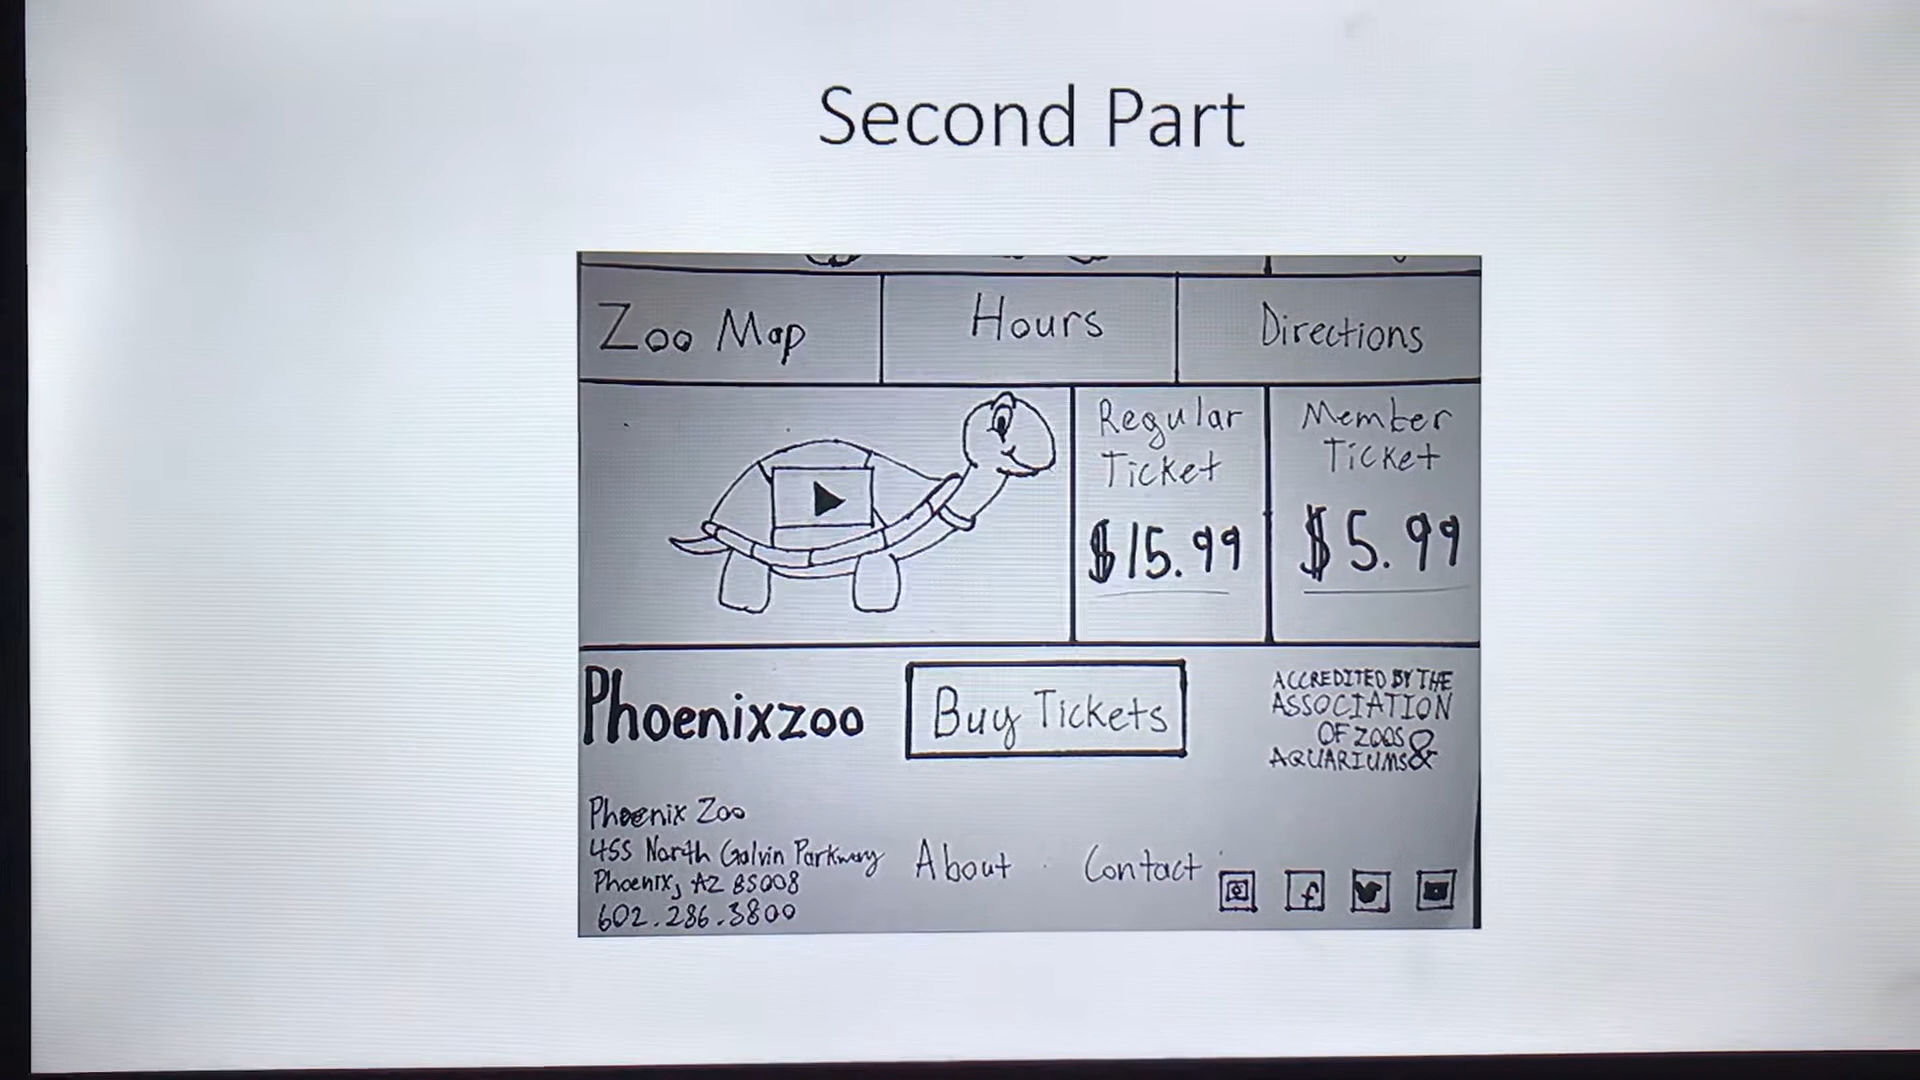 Second Part
Zoo Map
Hours
Directions
Regular
Ticket
$15.99
Member
Ticket
$5.99
Phoenixzoo
Buy Tickets
ACCREDITED BY THE
ASSOCIATION
OF ZOOS &
AQUARIUMS
Phoenix Zoo
455 North Galvin Parkway
Phoenix, AZ 85008
602.286.3800
About
Contact